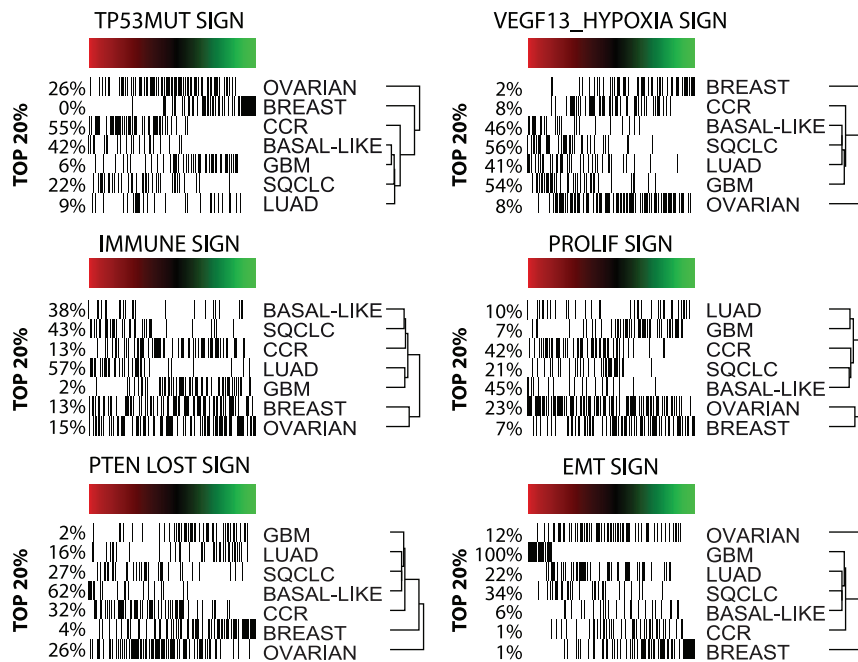 TP53MUT SIGN
TOP 20%
26% OVARIAN
0% BREAST
55% CCR
42% BASAL-LIKE
6% GBM
22% SQCLC
9% LUAD
VEGF13_HYPOXIA SIGN
TOP 20%
2% BREAST
8% CCR
46% BASAL-LIKE
56% SQCLC
41% LUAD
54% GBM
8% OVARIAN
IMMUNE SIGN
TOP 20%
38% BASAL-LIKE
43% SQCLC
13% CCR
57% LUAD
2% GBM
13% BREAST
15% OVARIAN
PROLIF SIGN
TOP 20%
10% LUAD
7% GBM
42% CCR
21% SQCLC
45% BASAL-LIKE
23% OVARIAN
7% BREAST
PTEN LOST SIGN
TOP 20%
2% GBM
16% LUAD
27% SQCLC
62% BASAL-LIKE
32% CCR
4% BREAST
26% OVARIAN
EMT SIGN
TOP 20%
12% OVARIAN
100% GBM
22% LUAD
34% SQCLC
6% BASAL-LIKE
1% CCR
1% BREAST